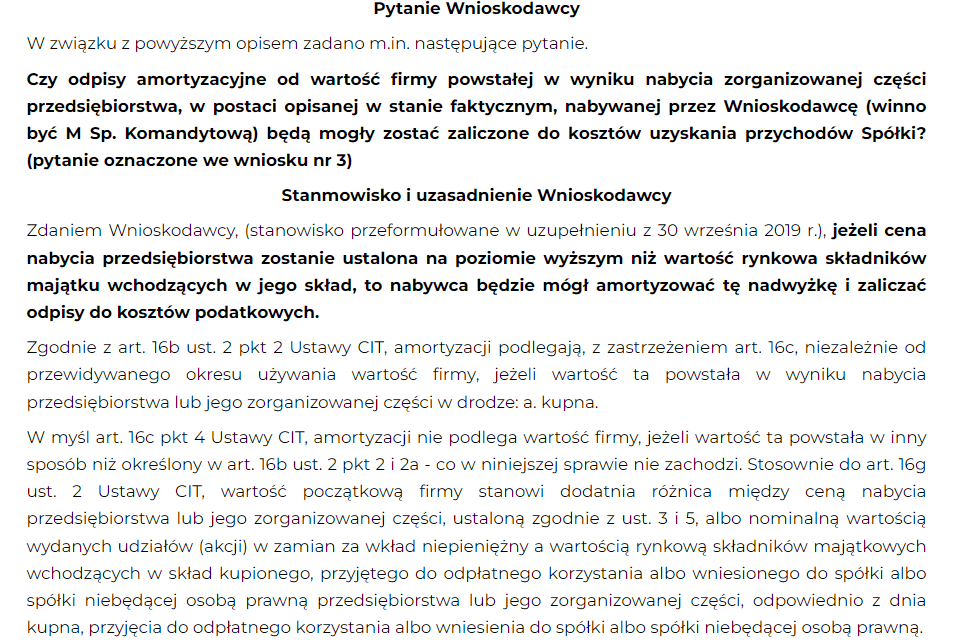 Pytanie Wnioskodawcy
W związku z powyższym opisem zadano m.in. następujące pytanie.
Czy odpisy amortyzacyjne od wartość firmy powstałej w wyniku nabycia zorganizowanej części
przedsiębiorstwa, w postaci opisanej w stanie faktycznym, nabywanej przez Wnioskodawcę (winno
być M Sp. Komandytową) będą mogły zostać zaliczone do kosztów uzyskania przychodów Spółki?
(pytanie oznaczone we wniosku nr 3)
Stanmowisko i uzasadnienie Wnioskodawcy
Zdaniem Wnioskodawcy, (stanowisko przeformułowane w uzupełnieniu z 30 września 2019 r.), jeżeli cena
nabycia przedsiębiorstwa zostanie ustalona na poziomie wyższym niż wartość rynkowa składników
majątku wchodzących w jego skład, to nabywca będzie mógł amortyzować tę nadwyżkę i zaliczać
odpisy do kosztów podatkowych.
Zgodnie z art. 16b ust. 2 pkt 2 Ustawy CIT, amortyzacji podlegają, z zastrzeżeniem art. 16c, niezależnie od
przewidywanego okresu używania wartość firmy, jeżeli wartość ta powstała w wyniku nabycia
przedsiębiorstwa lub jego zorganizowanej części w drodze: a. kupna.
W myśl art. 16c pkt 4 Ustawy CIT, amortyzacji nie podlega wartość firmy, jeżeli wartość ta powstała w inny
sposób niż określony w art. 16b ust. 2 pkt 2 i 2a - co w niniejszej sprawie nie zachodzi. Stosownie do art. 16g
ust. 2 Ustawy CIT, wartość początkową firmy stanowi dodatnia różnica między ceną nabycia
przedsiębiorstwa lub jego zorganizowanej części, ustaloną zgodnie z ust. 3 i 5, albo nominalną wartością
wydanych udziałów (akcji) w zamian za wkład niepieniężny a wartością rynkową składników majątkowych
wchodzących w skład kupionego, przyjętego do odpłatnego korzystania albo wniesionego do spółki albo
spółki niebędącej osobą prawną przedsiębiorstwa lub jego zorganizowanej części, odpowiednio z dnia
kupna, przyjęcia do odpłatnego korzystania albo wniesienia do spółki albo spółki niebędącej osobą prawną.